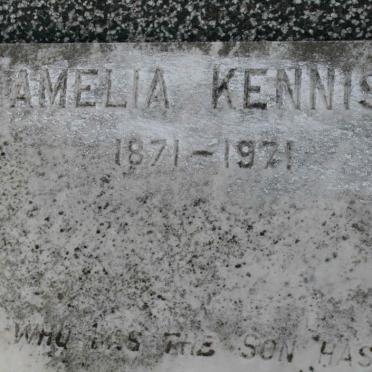 AMELIA KENNIS
1871-1921
WHO HAS THE SON HAS